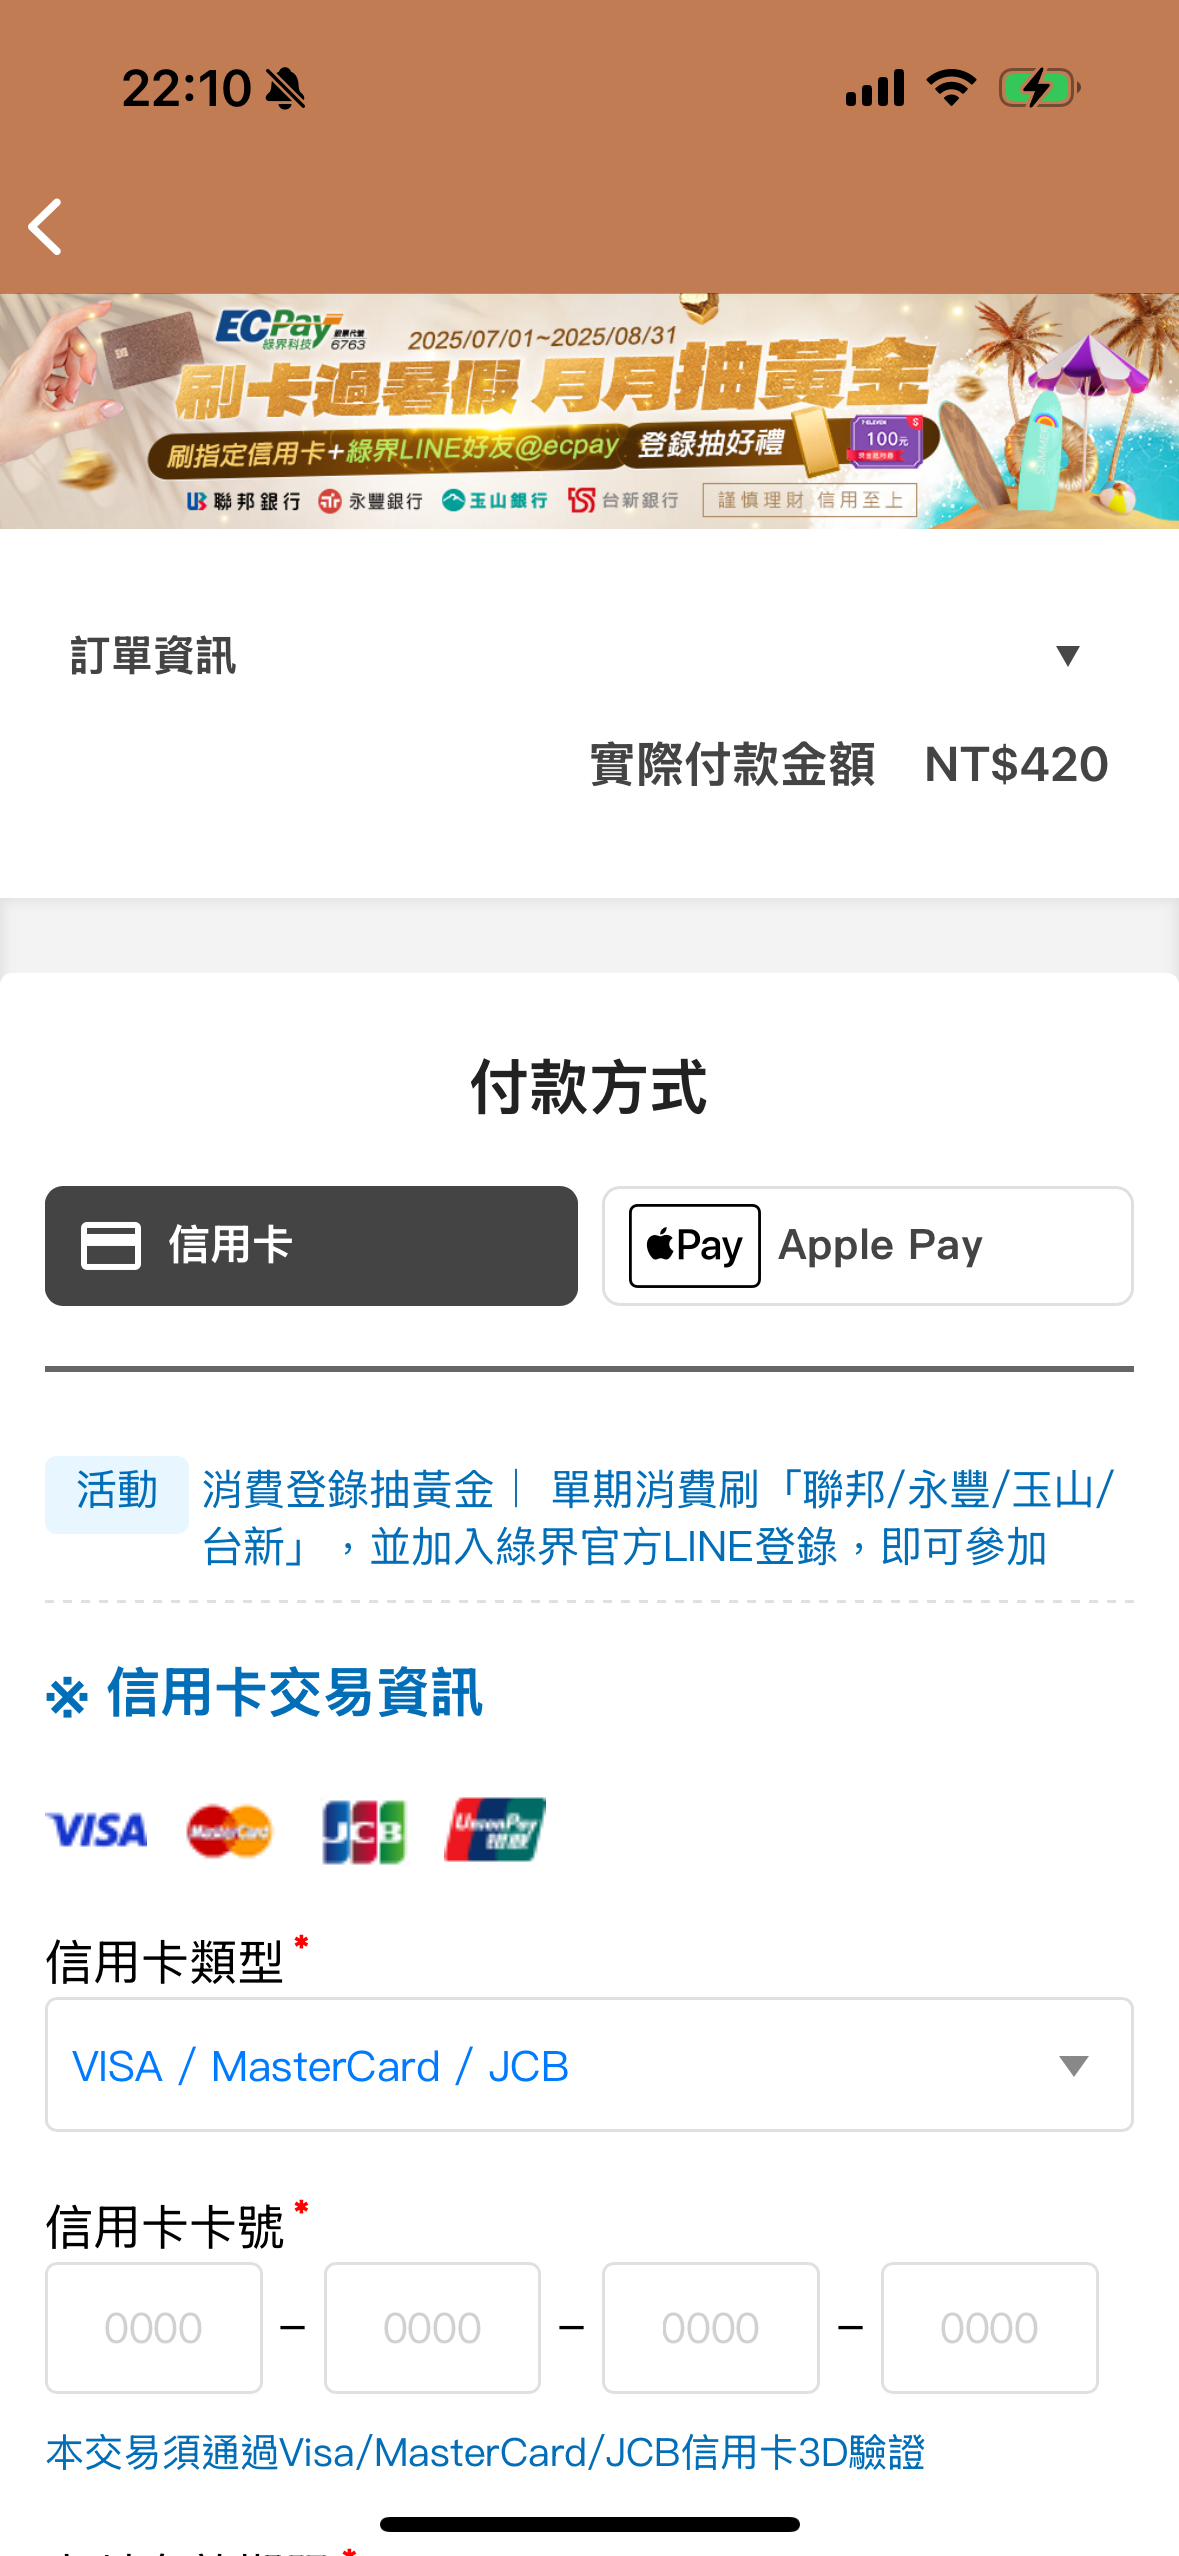 22:10
ECPay
綠界科技
股票代號
6763
2025/07/01~2025/08/31
刷卡過暑假 月月抽黃金
刷指定信用卡+綠界LINE好友@ecpay 登錄抽好禮
7-ELEVEN
$
100元
SUMMER
聯邦銀行 永豐銀行 玉山銀行 台新銀行 謹慎理財 信用至上
訂單資訊 ▼
實際付款金額 NT$420
付款方式
信用卡
Pay Apple Pay
活動 消費登錄抽黃金｜ 單期消費刷「聯邦/永豐/玉山/
台新」，並加入綠界官方LINE登錄，即可參加
※ 信用卡交易資訊
VISA MasterCard JCB UnionPay 银联
信用卡類型*
VISA / MasterCard / JCB
信用卡卡號*
0000 – 0000 – 0000 – 0000
本交易須通過Visa/MasterCard/JCB信用卡3D驗證